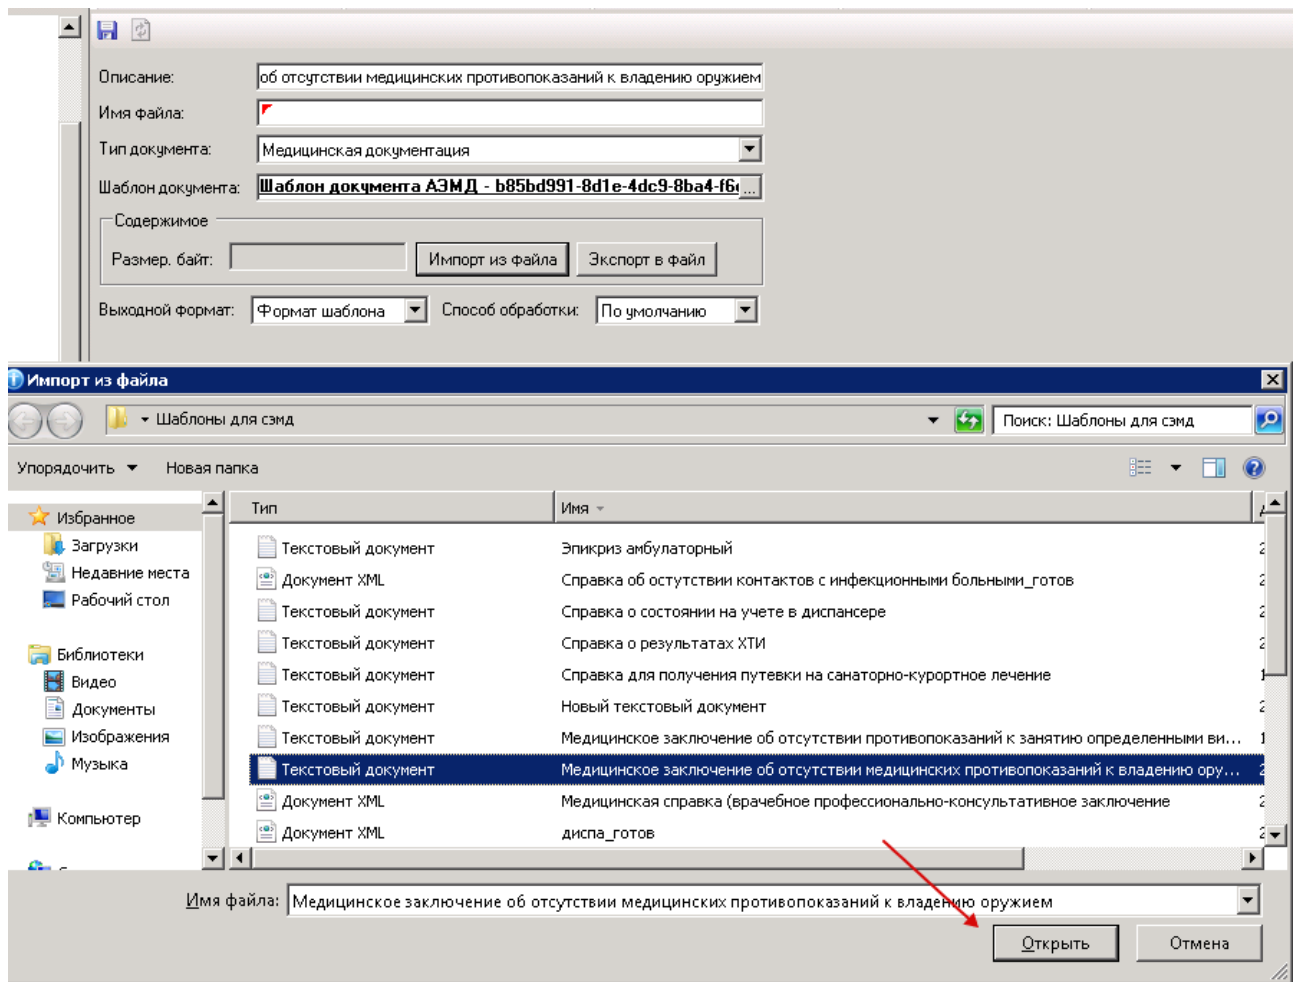 Описание: об отсутствии медицинских противопоказаний к владению оружием
Имя файла:
Тип документа: Медицинская документация
Шаблон документа: Шаблон документа АЭМД - b85bd991-8d1e-4dc9-8ba4-f6 ...
Содержимое
Размер. байт: Импорт из файла Экспорт в файл
Выходной формат: Формат шаблона Способ обработки: По умолчанию
Импорт из файла
Шаблоны для сэмд Поиск: Шаблоны для сэмд
Упорядочить Новая папка
Избранное
Загрузки
Недавние места
Рабочий стол
Библиотеки
Видео
Документы
Изображения
Музыка
Компьютер
Тип Имя
Текстовый документ Эпикриз амбулаторный
Документ XML Справка об остутствии контактов с инфекционными больными_готов
Текстовый документ Справка о состоянии на учете в диспансере
Текстовый документ Справка о результатах ХТИ
Текстовый документ Справка для получения путевки на санаторно-курортное лечение
Текстовый документ Новый текстовый документ
Текстовый документ Медицинское заключение об отсутствии противопоказаний к занятию определенными ви...
Текстовый документ Медицинское заключение об отсутствии медицинских противопоказаний к владению ору...
Документ XML Медицинская справка (врачебное профессионально-консультативное заключение
Документ XML диспа_готов
Имя файла: Медицинское заключение об отсутствии медицинских противопоказаний к владению оружием
Открыть Отмена